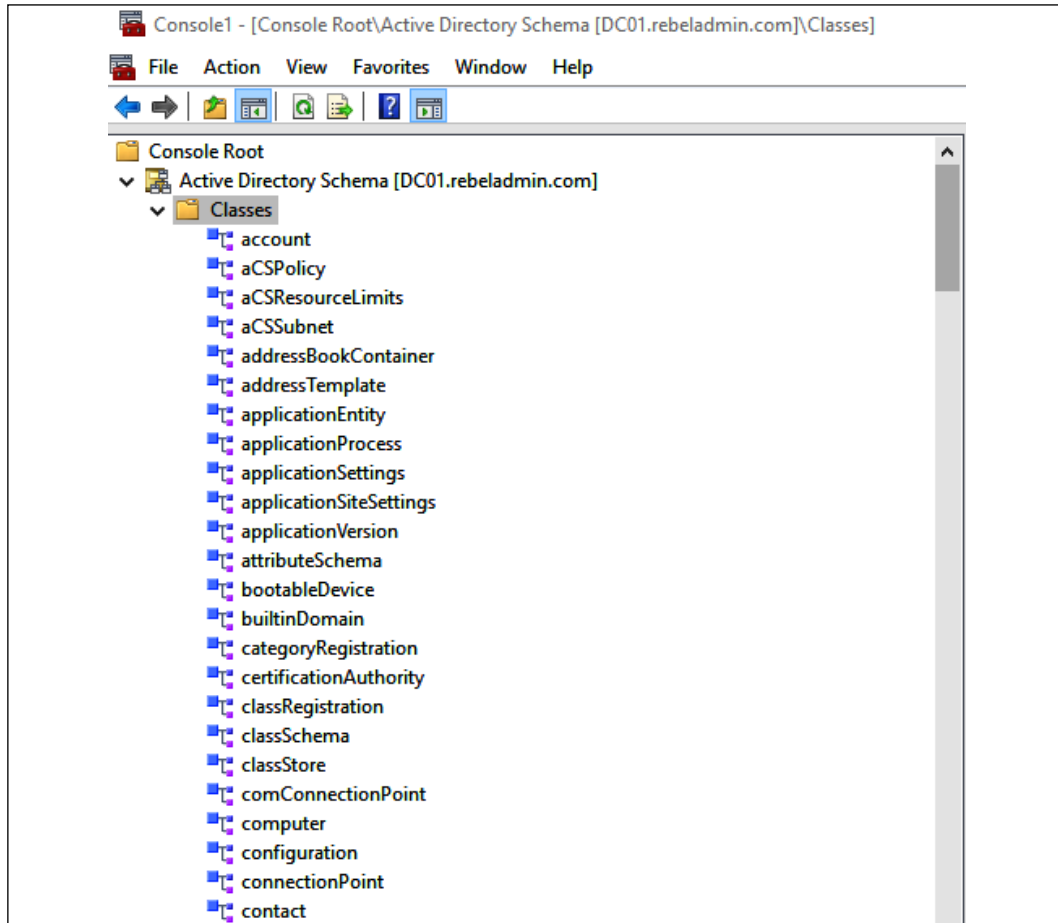 Console1 - [Console Root\Active Directory Schema [DC01.rebeladmin.com]\Classes]
File Action View Favorites Window Help
Console Root
Active Directory Schema [DC01.rebeladmin.com]
Classes
account
aCSPolicy
aCSResourceLimits
aCSSubnet
addressBookContainer
addressTemplate
applicationEntity
applicationProcess
applicationSettings
applicationSiteSettings
applicationVersion
attributeSchema
bootableDevice
builtinDomain
categoryRegistration
certificationAuthority
classRegistration
classSchema
classStore
comConnectionPoint
computer
configuration
connectionPoint
contact